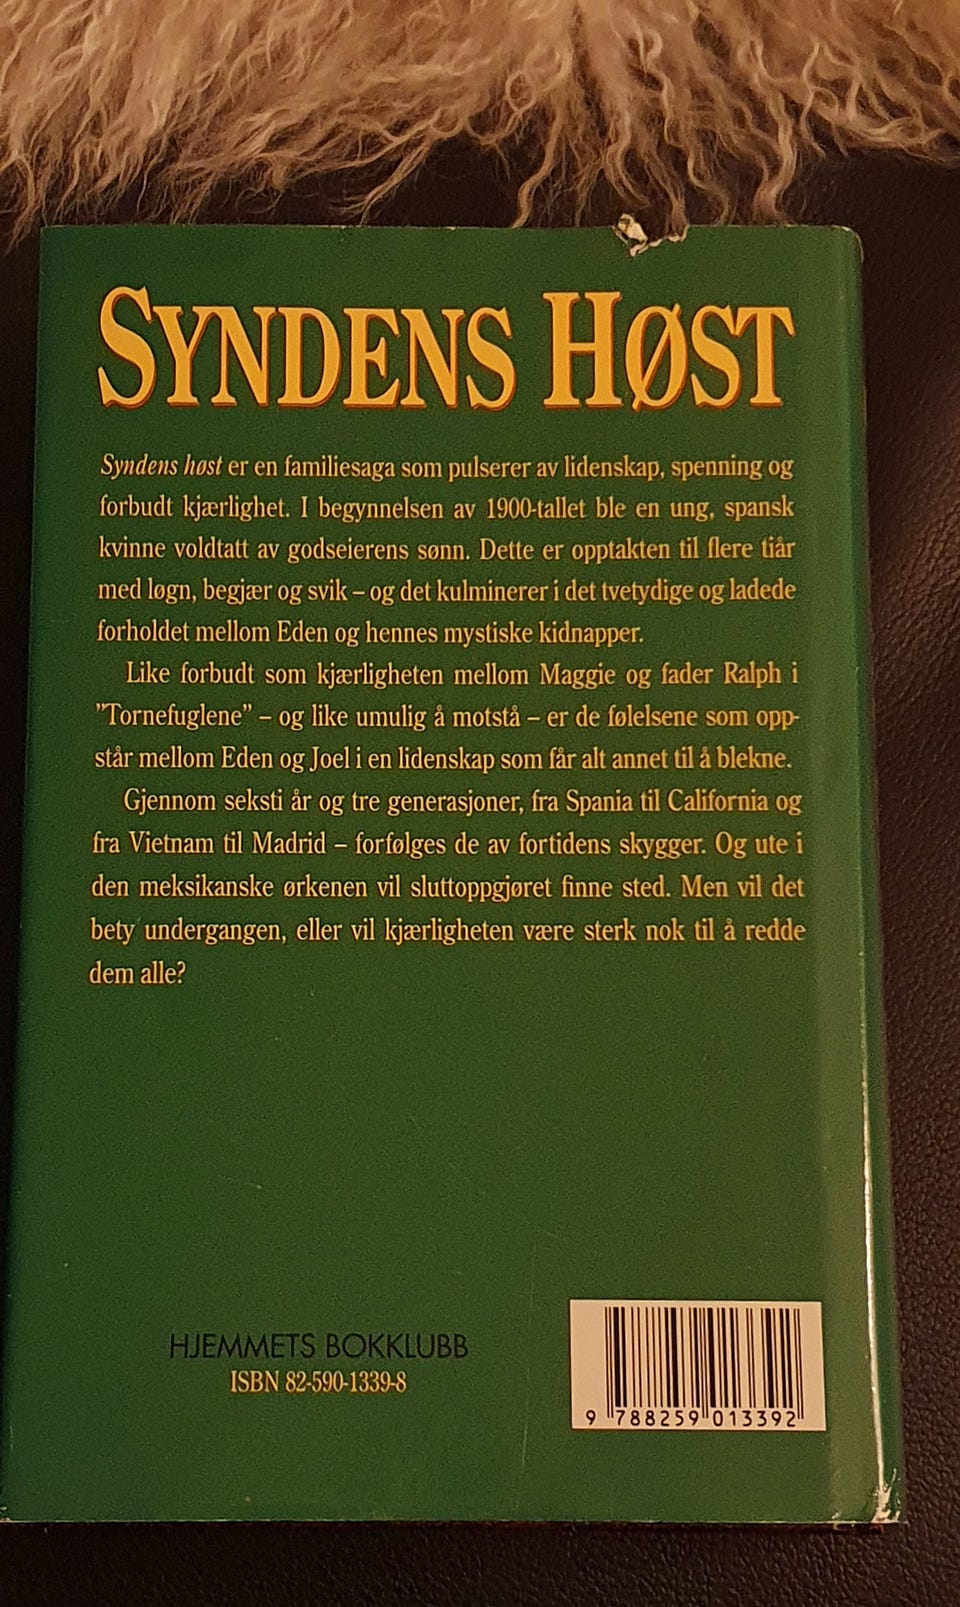 SYNDENS HØST
Syndens høst er en familiesaga som pulserer av lidenskap, spenning og
forbudt kjærlighet. I begynnelsen av 1900-tallet ble en ung, spansk
kvinne voldtatt av godseierens sønn. Dette er opptakten til flere tiår
med løgn, begjær og svik – og det kulminerer i det tvetydige og ladede
forholdet mellom Eden og hennes mystiske kidnapper.
Like forbudt som kjærligheten mellom Maggie og fader Ralph i
”Tornefuglene” – og like umulig å motstå – er de følelsene som opp-
står mellom Eden og Joel i en lidenskap som får alt annet til å blekne.
Gjennom seksti år og tre generasjoner, fra Spania til California og
fra Vietnam til Madrid – forfølges de av fortidens skygger. Og ute i
den meksikanske ørkenen vil sluttoppgjøret finne sted. Men vil det
bety undergangen, eller vil kjærligheten være sterk nok til å redde
dem alle?
HJEMMETS BOKKLUBB
ISBN 82-590-1339-8
9 788259 013392